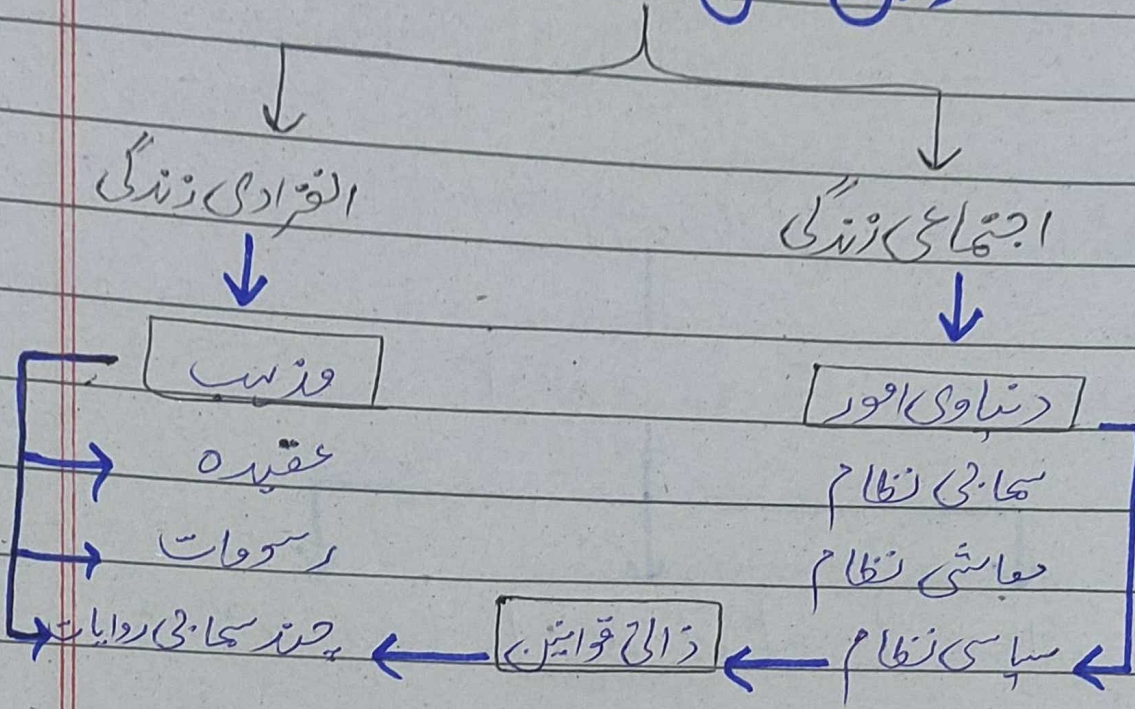 اجتماعی زندگی انفرادی زندگی
دنیاوی امور مذہب
سماجی نظام عقیدہ
معاشی نظام رسومات
سیاسی نظام ذاتی قوانین چند سماجی روایات